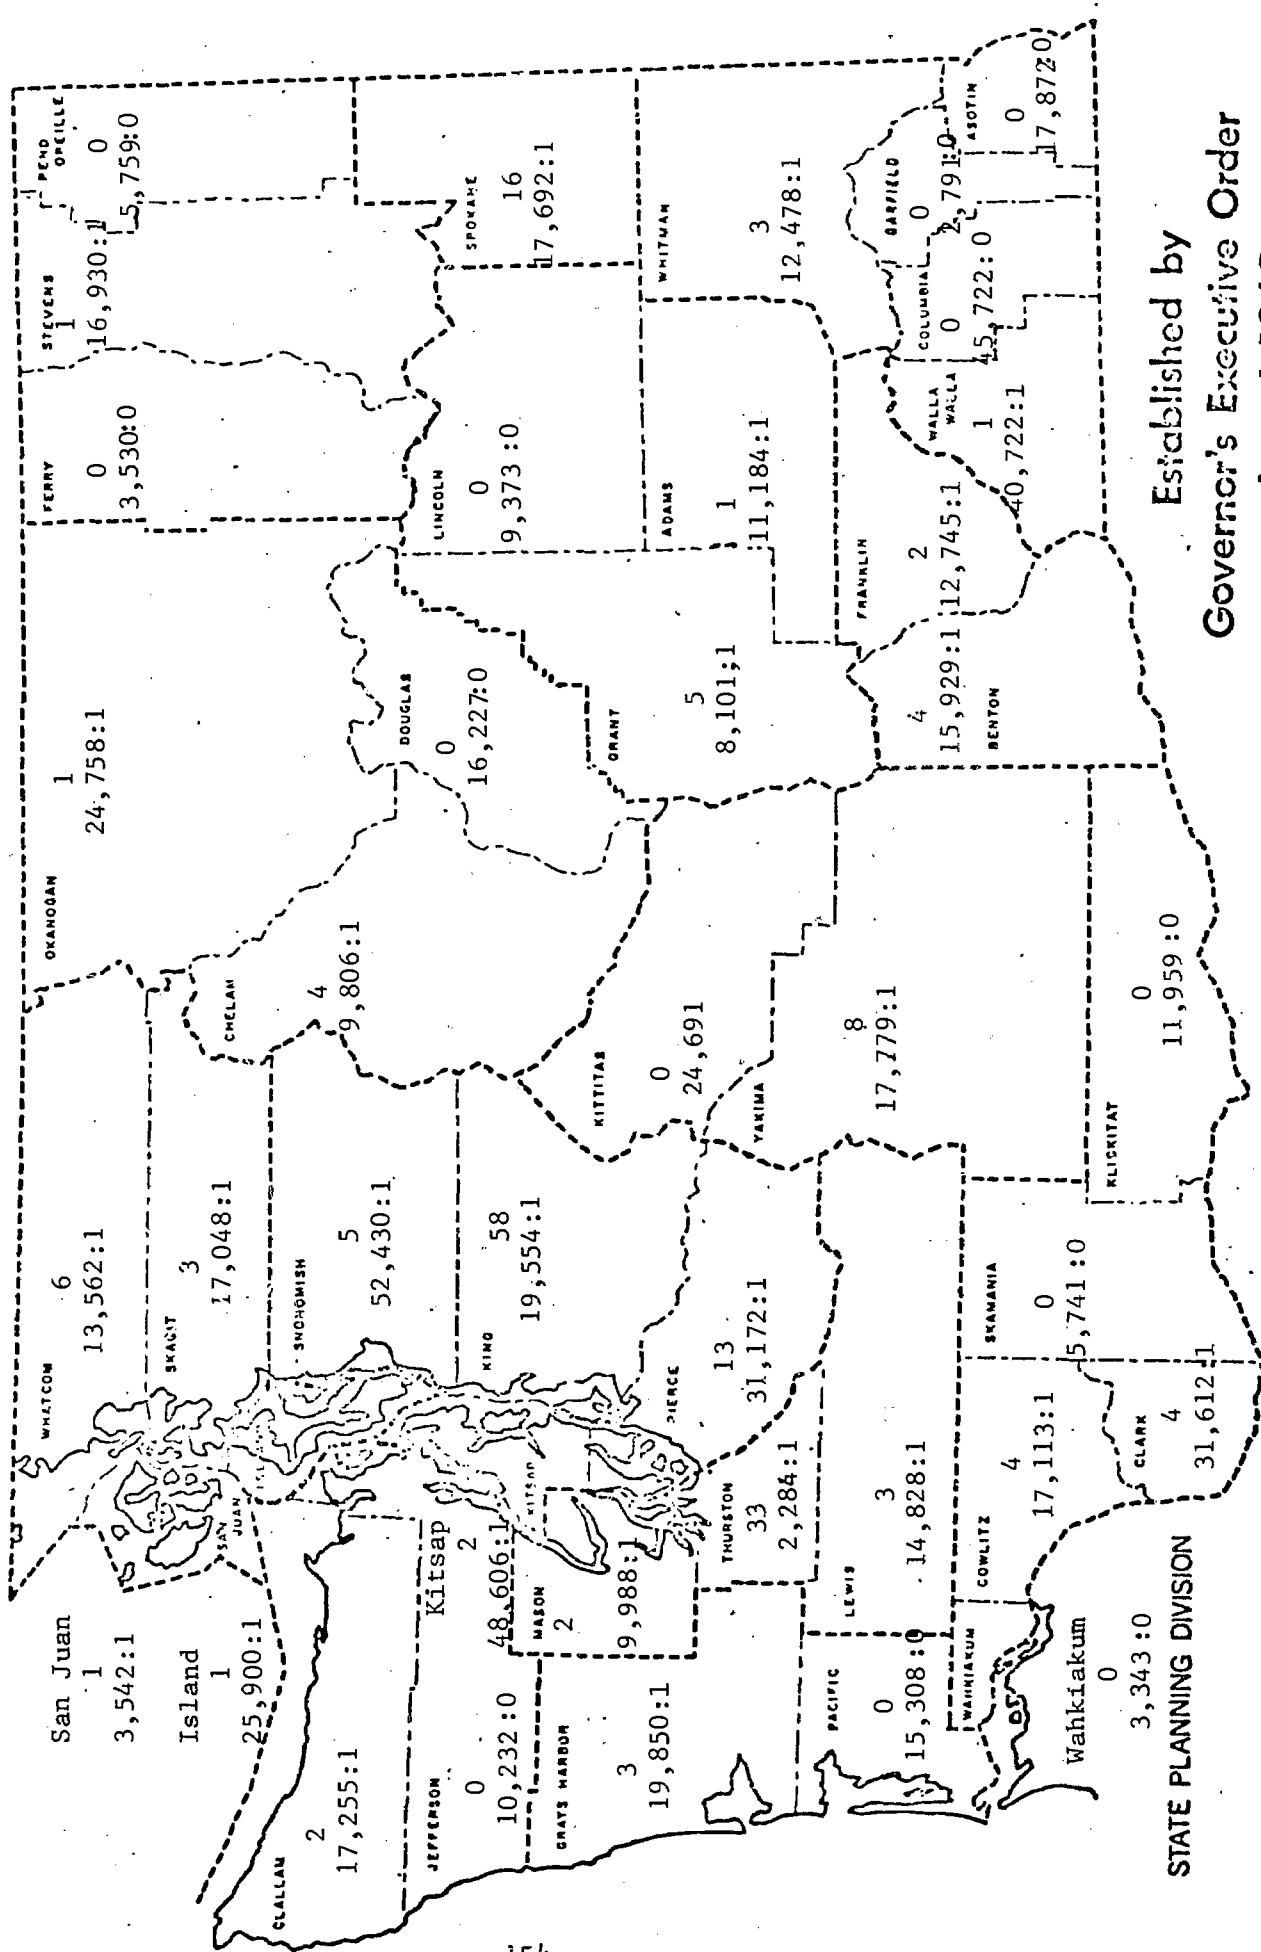 San Juan
1
3,542:1
Island
1
25,900:1
WHATCOM
6
13,562:1
SAN
JUAN
SKAGIT
3
17,048:1
SNOHOMISH
5
52,430:1
KING
58
19,554:1
CLALLAM
2
17,255:1
JEFFERSON
0
10,232:0
Kitsap
2
48,606:1
KITSAP
MASON
2
9,988:1
GRAYS HARBOR
3
19,850:1
PIERCE
13
31,172:1
THURSTON
33
2,284:1
LEWIS
3
14,828:1
PACIFIC
0
15,308:0
WAHKIAKUM
Wahkiakum
0
3,343:0
COWLITZ
4
17,113:1
CLARK
4
31,612:1
SKAMANIA
0
5,741:0
OKANOGAN
1
24,758:1
CHELAN
4
9,806:1
DOUGLAS
0
16,227:0
KITTITAS
0
24,691
GRANT
5
8,101;1
YAKIMA
8
17,779:1
KLICKITAT
0
11,959:0
BENTON
4
15,929:1
FERRY
0
3,530:0
STEVENS
1
16,930:1
PEND
OREILLE
0
5,759:0
LINCOLN
0
9,373:0
SPOKANE
16
17,692:1
ADAMS
1
11,184:1
WHITMAN
3
12,478:1
FRANKLIN
2
12,745:1
WALLA
WALLA
1
40,722:1
COLUMBIA
0
45,722:0
GARFIELD
0
2,791:0
ASOTIN
0
17,872:0
STATE PLANNING DIVISION
Established by
Governor's Executive Order